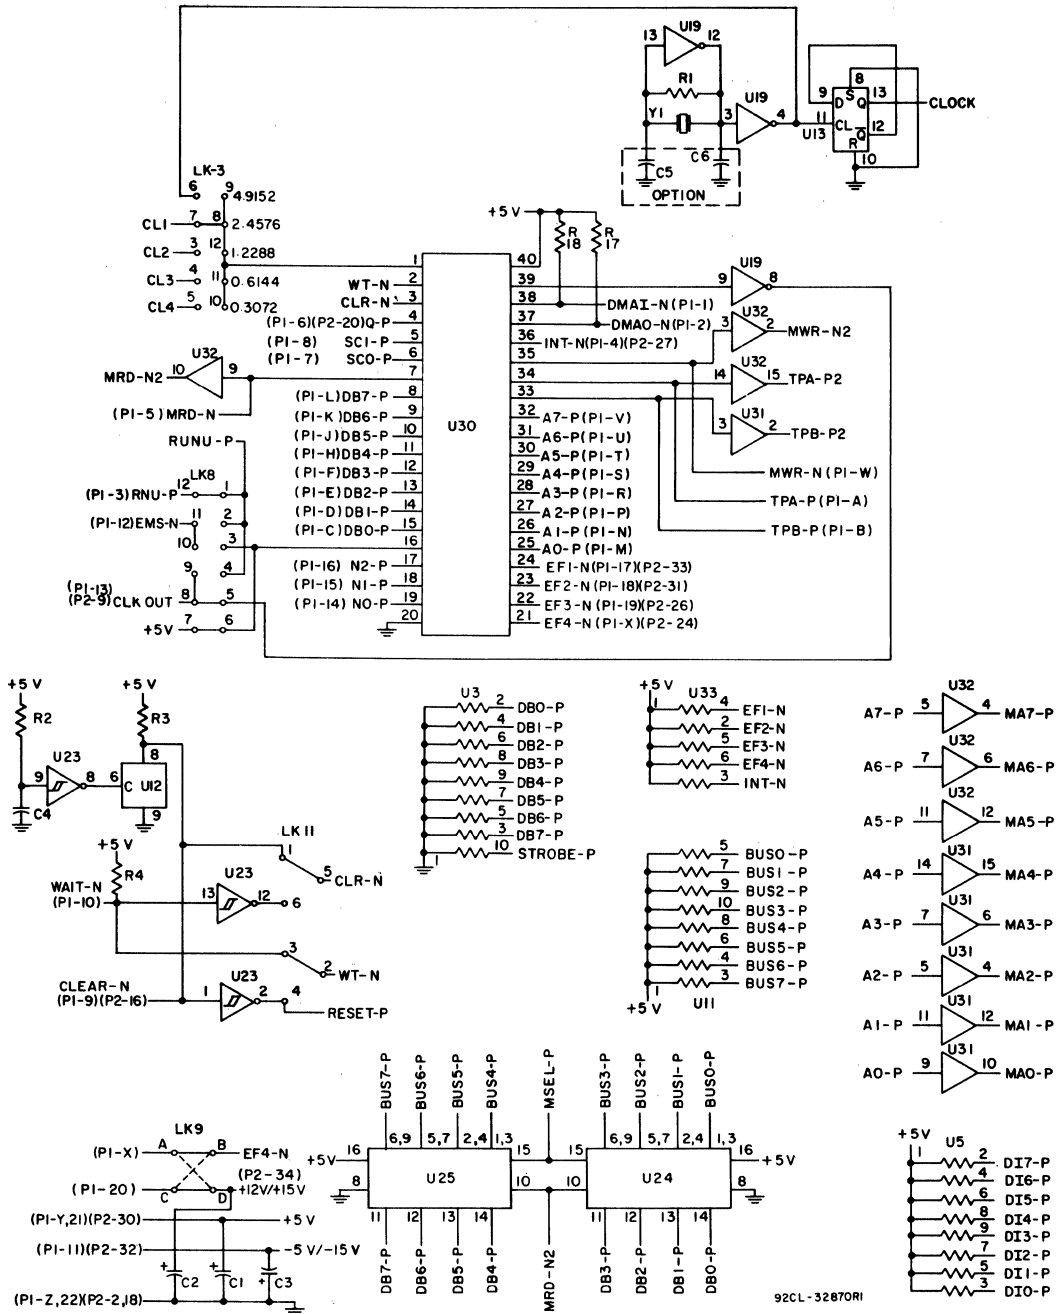 U19
13 12
R1
Y1
U19
3 4
C5 C6
OPTION
8
9 D S Q 13
CLOCK
11 CL Q 12
U13
R
10
LK-3
6 9 4.9152
CL1 7 8 2.4576
CL2 3 12 1.2288
CL3 4 11 0.6144
CL4 5 10 0.3072
+5V
R18 R17
U30
1
WT-N 2
CLR-N 3
(P1-6)(P2-20)Q-P 4
(P1-8) SC1-P 5
(P1-7) SC0-P 6
7
(P1-L)DB7-P 8
(P1-K)DB6-P 9
(P1-J)DB5-P 10
(P1-H)DB4-P 11
(P1-F)DB3-P 12
(P1-E)DB2-P 13
(P1-D)DB1-P 14
(P1-C)DB0-P 15
16
(P1-16) N2-P 17
(P1-15) N1-P 18
(P1-14) N0-P 19
20
40
39
38 DMAI-N(P1-1)
37 DMAO-N(P1-2)
36 INT-N(P1-4)(P2-27)
35
34
33
32 A7-P(P1-V)
31 A6-P(P1-U)
30 A5-P(P1-T)
29 A4-P(P1-S)
28 A3-P(P1-R)
27 A2-P(P1-P)
26 A1-P(P1-N)
25 A0-P(P1-M)
24 EF1-N(P1-17)(P2-33)
23 EF2-N(P1-18)(P2-31)
22 EF3-N(P1-19)(P2-26)
21 EF4-N(P1-X)(P2-24)
U19
9 8
U32
3 2 MWR-N2
U32
14 15 TPA-P2
U31
3 2 TPB-P2
MWR-N(P1-W)
TPA-P(P1-A)
TPB-P(P1-B)
U32
MRD-N2 10 9
(P1-5)MRD-N
RUNU-P
LK8
(P1-3)RNU-P 12 1
(P1-12)EMS-N 11 2
10 3
9 4
(P1-13)
(P2-9)CLK OUT 8 5
+5V 7 6
+5V
R2
U23
9 8
C4
+5V
R3
8
6 C U12
9
+5V
R4
WAIT-N
(P1-10)
U23
13 12 6
LK11
1
5 CLR-N
3
2 WT-N
CLEAR-N
(P1-9)(P2-16)
U23
1 2 4
RESET-P
U3
2 DB0-P
4 DB1-P
6 DB2-P
8 DB3-P
9 DB4-P
7 DB5-P
5 DB6-P
3 DB7-P
10 STROBE-P
1
+5V
1 U33
4 EF1-N
2 EF2-N
5 EF3-N
6 EF4-N
3 INT-N
5 BUS0-P
7 BUS1-P
9 BUS2-P
10 BUS3-P
8 BUS4-P
6 BUS5-P
4 BUS6-P
3 BUS7-P
1
+5V U11
U32
A7-P 5 4 MA7-P
U32
A6-P 7 6 MA6-P
U32
A5-P 11 12 MA5-P
U31
A4-P 14 15 MA4-P
U31
A3-P 7 6 MA3-P
U31
A2-P 5 4 MA2-P
U31
A1-P 11 12 MA1-P
U31
A0-P 9 10 MA0-P
LK9
(P1-X) A B EF4-N
(P2-34)
(P1-20) C D +12V/+15V
(P1-Y,21)(P2-30) +5V
(P1-11)(P2-32) -5V/-15V
+ C2 + C1 + C3
(P1-Z,22)(P2-2,18)
BUS7-P BUS6-P BUS5-P BUS4-P MSEL-P BUS3-P BUS2-P BUS1-P BUS0-P
6,9 5,7 2,4 1,3 6,9 5,7 2,4 1,3
+5V 16 15 15 16 +5V
U25 U24
8 10 10 8
11 12 13 14 11 12 13 14
DB7-P DB6-P DB5-P DB4-P MRD-N2 DB3-P DB2-P DB1-P DB0-P
+5V
1 U5
2 DI7-P
4 DI6-P
6 DI5-P
8 DI4-P
9 DI3-P
7 DI2-P
5 DI1-P
3 DI0-P
92CL-32870R1